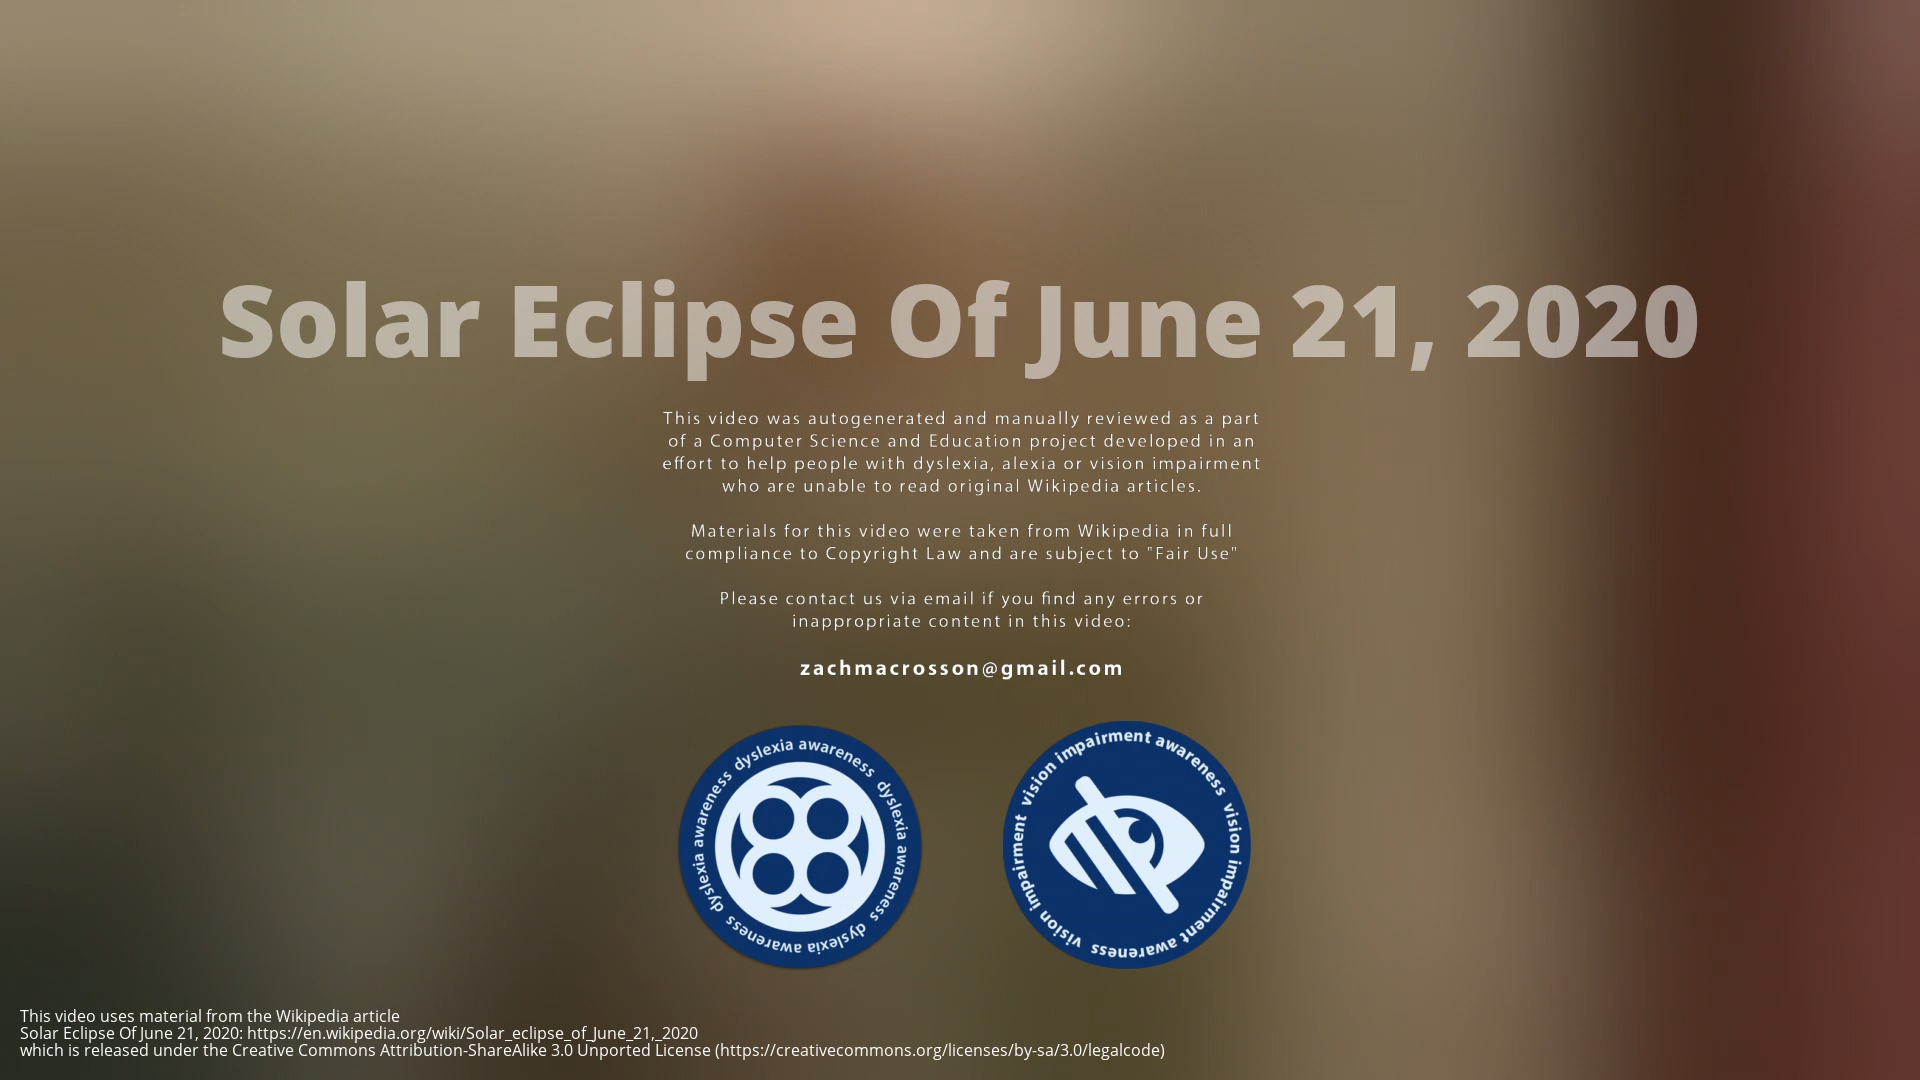 Solar Eclipse Of June 21, 2020
This video was autogenerated and manually reviewed as a part
of a Computer Science and Education project developed in an
effort to help people with dyslexia, alexia or vision impairment
who are unable to read original Wikipedia articles.
Materials for this video were taken from Wikipedia in full
compliance to Copyright Law and are subject to "Fair Use"
Please contact us via email if you find any errors or
inappropriate content in this video:
zachmacrosson@gmail.com
dyslexia awareness dyslexia awareness dyslexia awareness dyslexia awareness
vision impairment awareness vision impairment awareness vision impairment
This video uses material from the Wikipedia article
Solar Eclipse Of June 21, 2020: https://en.wikipedia.org/wiki/Solar_eclipse_of_June_21,_2020
which is released under the Creative Commons Attribution-ShareAlike 3.0 Unported License (https://creativecommons.org/licenses/by-sa/3.0/legalcode)